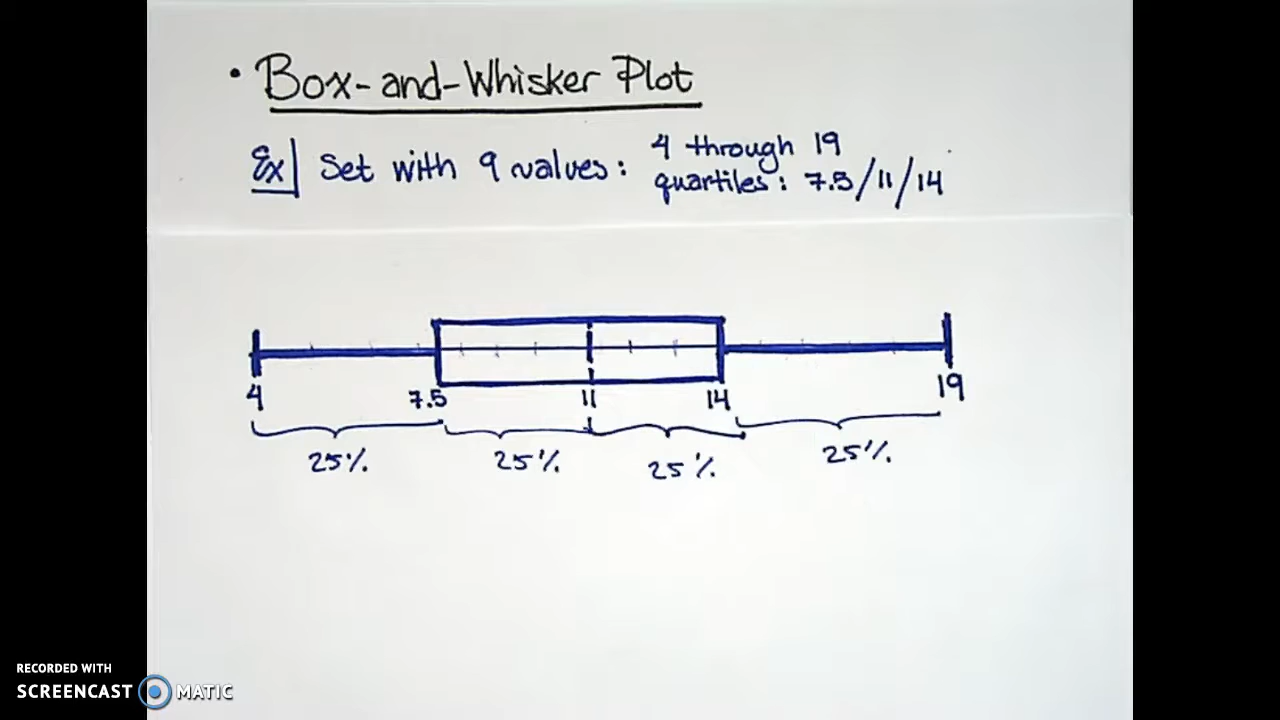 • Box-and-Whisker Plot
Ex| Set with 9 values: 4 through 19
quartiles: 7.5/11/14
4 7.5 11 14 19
25% 25% 25% 25%
RECORDED WITH
SCREENCAST MATIC